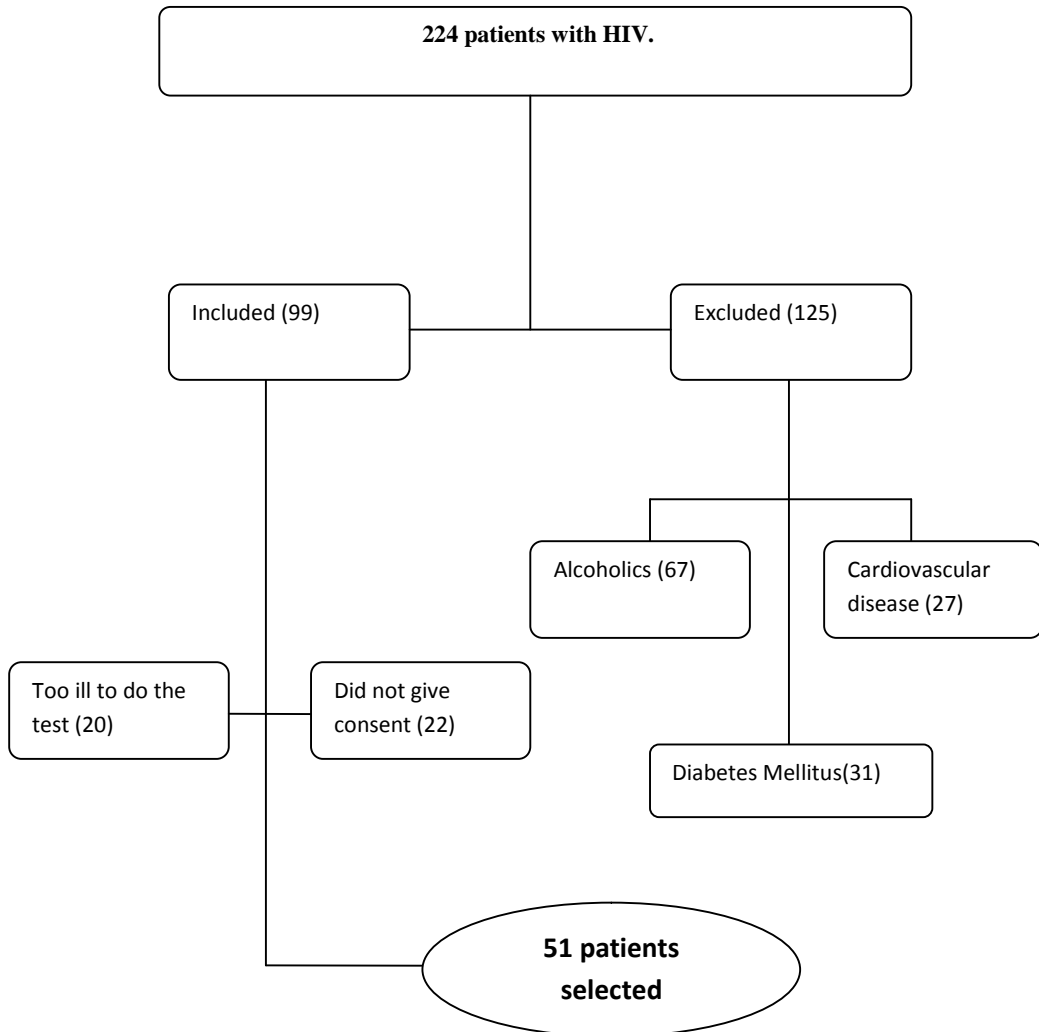 224 patients with HIV.
Included (99)
Excluded (125)
Alcoholics (67)
Cardiovascular
disease (27)
Too ill to do the
test (20)
Did not give
consent (22)
Diabetes Mellitus(31)
51 patients
selected